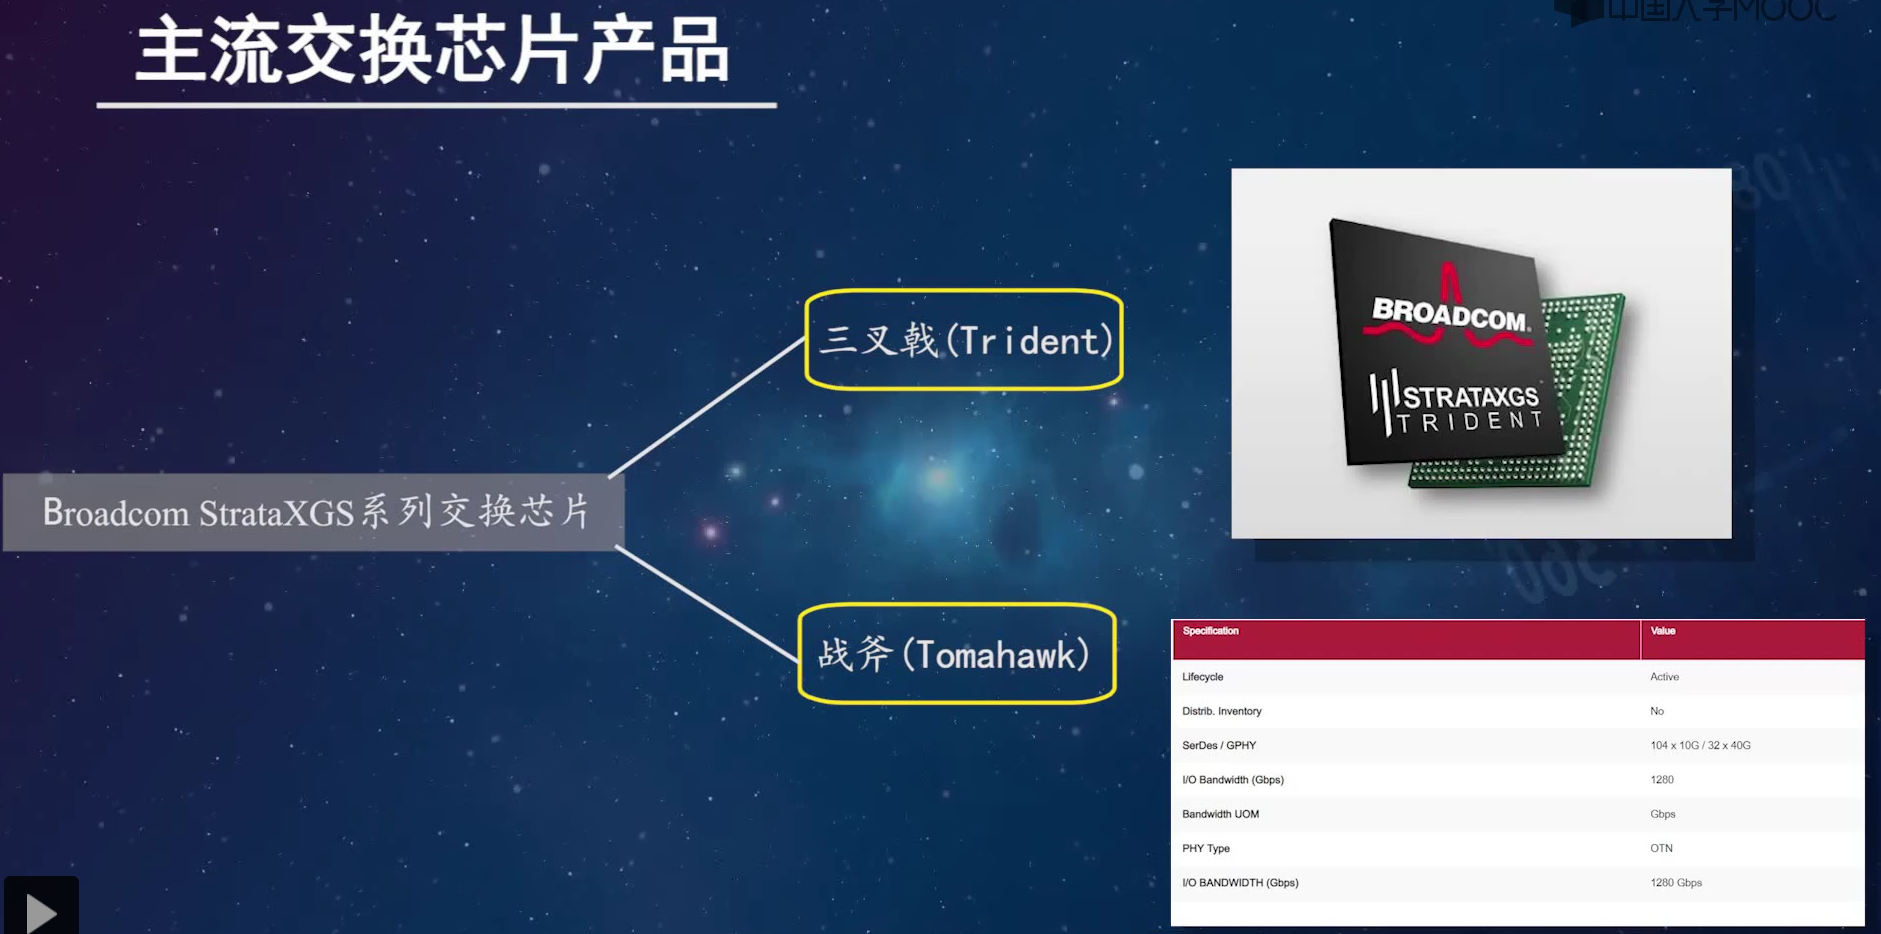 中国大学MOOC
主流交换芯片产品
三叉戟(Trident)
Broadcom StrataXGS系列交换芯片
战斧(Tomahawk)
BROADCOM.
STRATAXGS
TRIDENT
Specification Value
Lifecycle Active
Distrib. Inventory No
SerDes / GPHY 104 x 10G / 32 x 40G
I/O Bandwidth (Gbps) 1280
Bandwidth UOM Gbps
PHY Type OTN
I/O BANDWIDTH (Gbps) 1280 Gbps